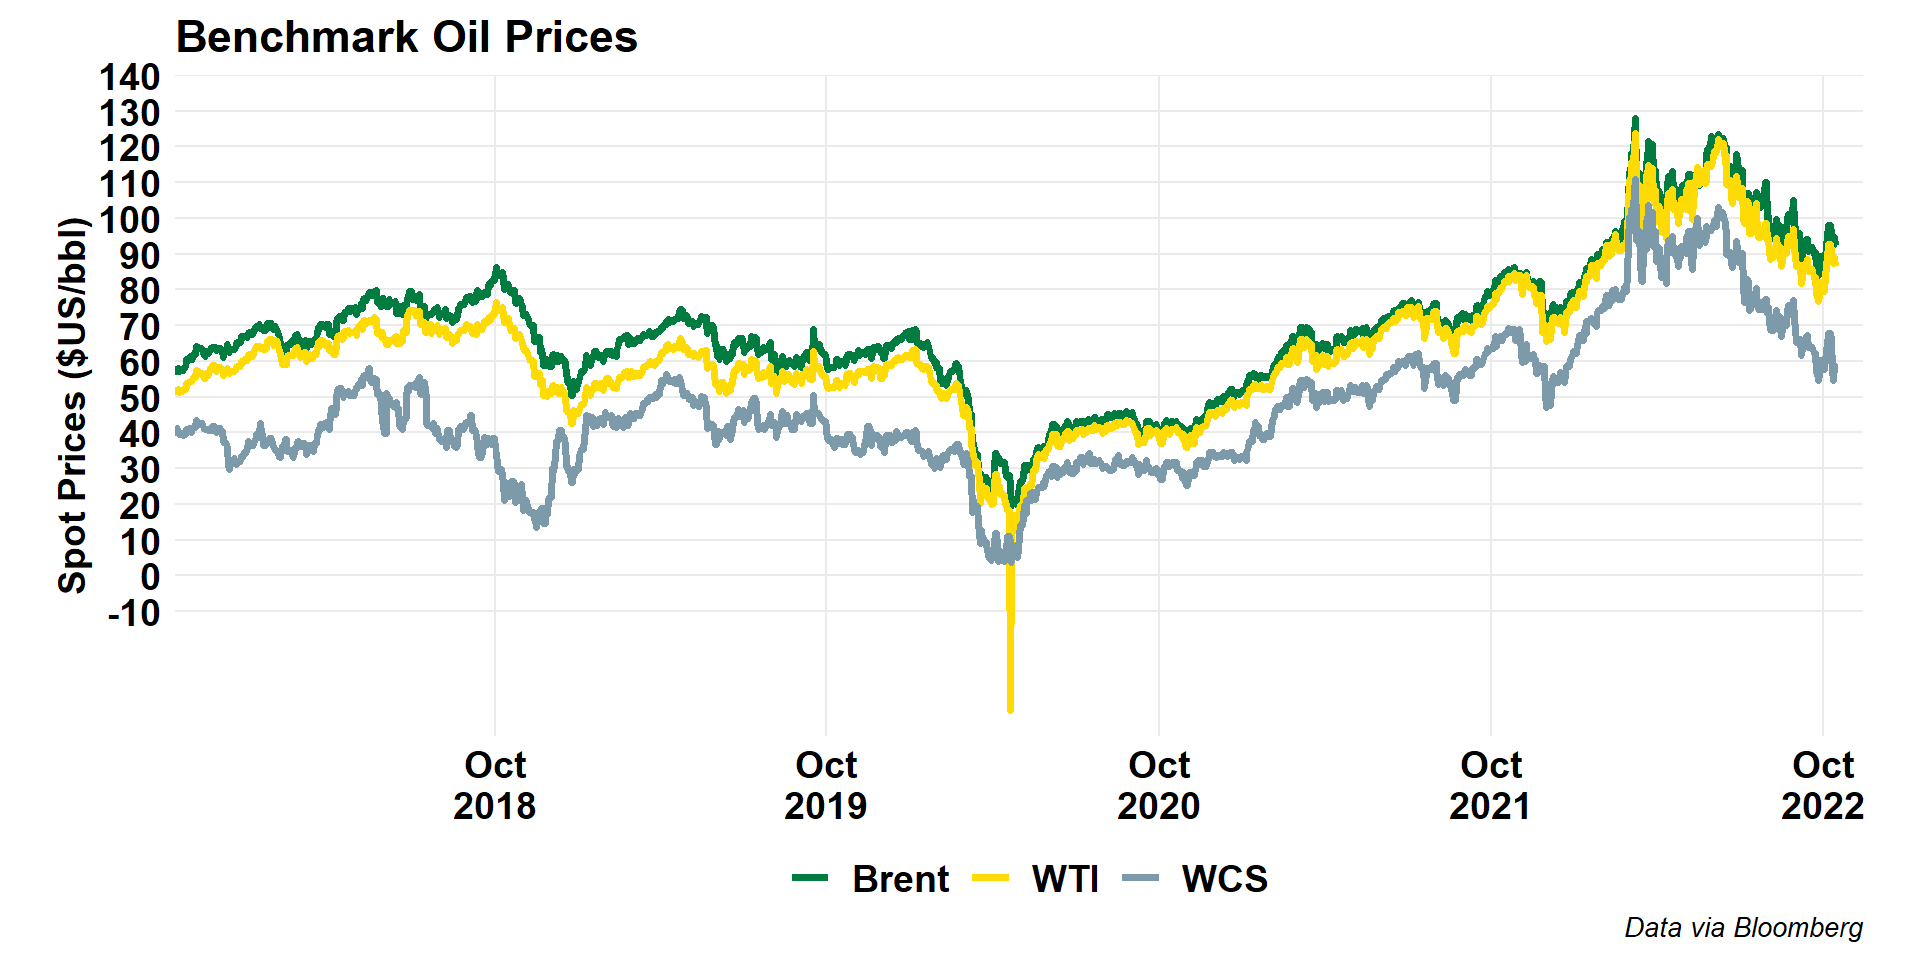 Benchmark Oil Prices
Spot Prices ($US/bbl)
140
130
120
110
100
90
80
70
60
50
40
30
20
10
0
-10
Oct 2018
Oct 2019
Oct 2020
Oct 2021
Oct 2022
Brent WTI WCS
Data via Bloomberg